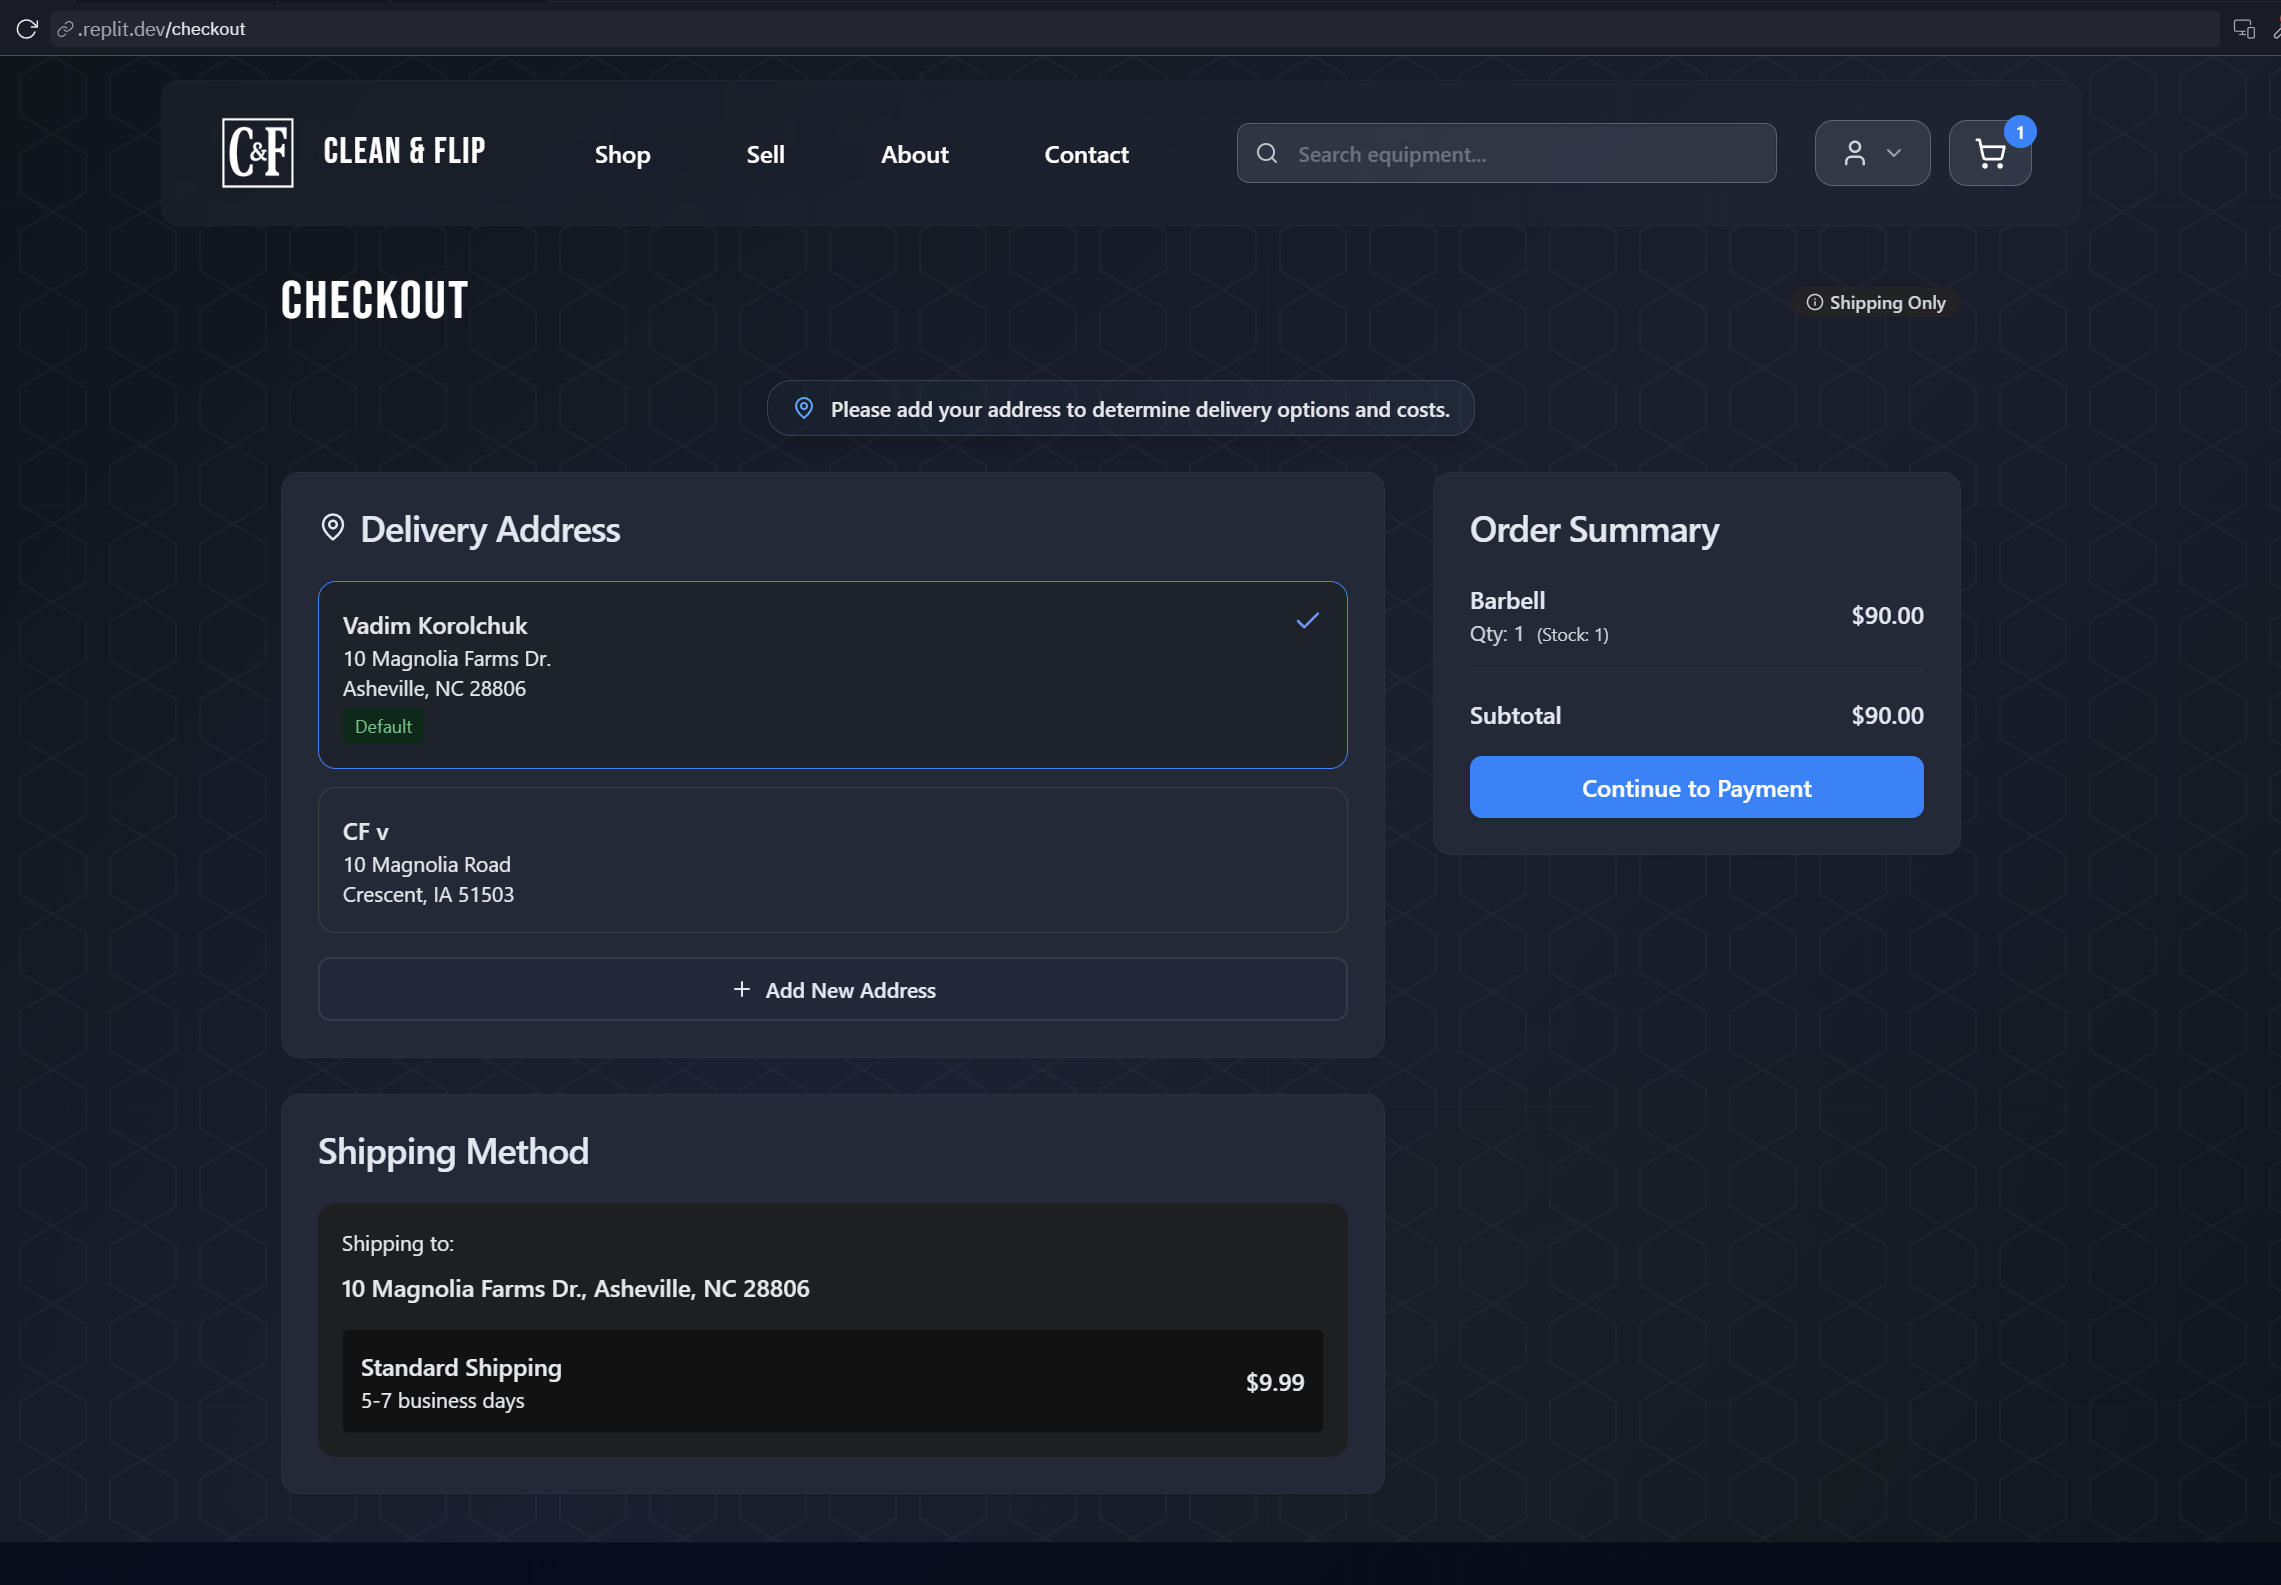 .replit.dev/checkout
C&F
CLEAN & FLIP
Shop
Sell
About
Contact
Search equipment...
1
CHECKOUT
Shipping Only
Please add your address to determine delivery options and costs.
Delivery Address
Vadim Korolchuk
10 Magnolia Farms Dr.
Asheville, NC 28806
Default
CF v
10 Magnolia Road
Crescent, IA 51503
+ Add New Address
Order Summary
Barbell
Qty: 1 (Stock: 1)
$90.00
Subtotal $90.00
Continue to Payment
Shipping Method
Shipping to:
10 Magnolia Farms Dr., Asheville, NC 28806
Standard Shipping
5-7 business days
$9.99